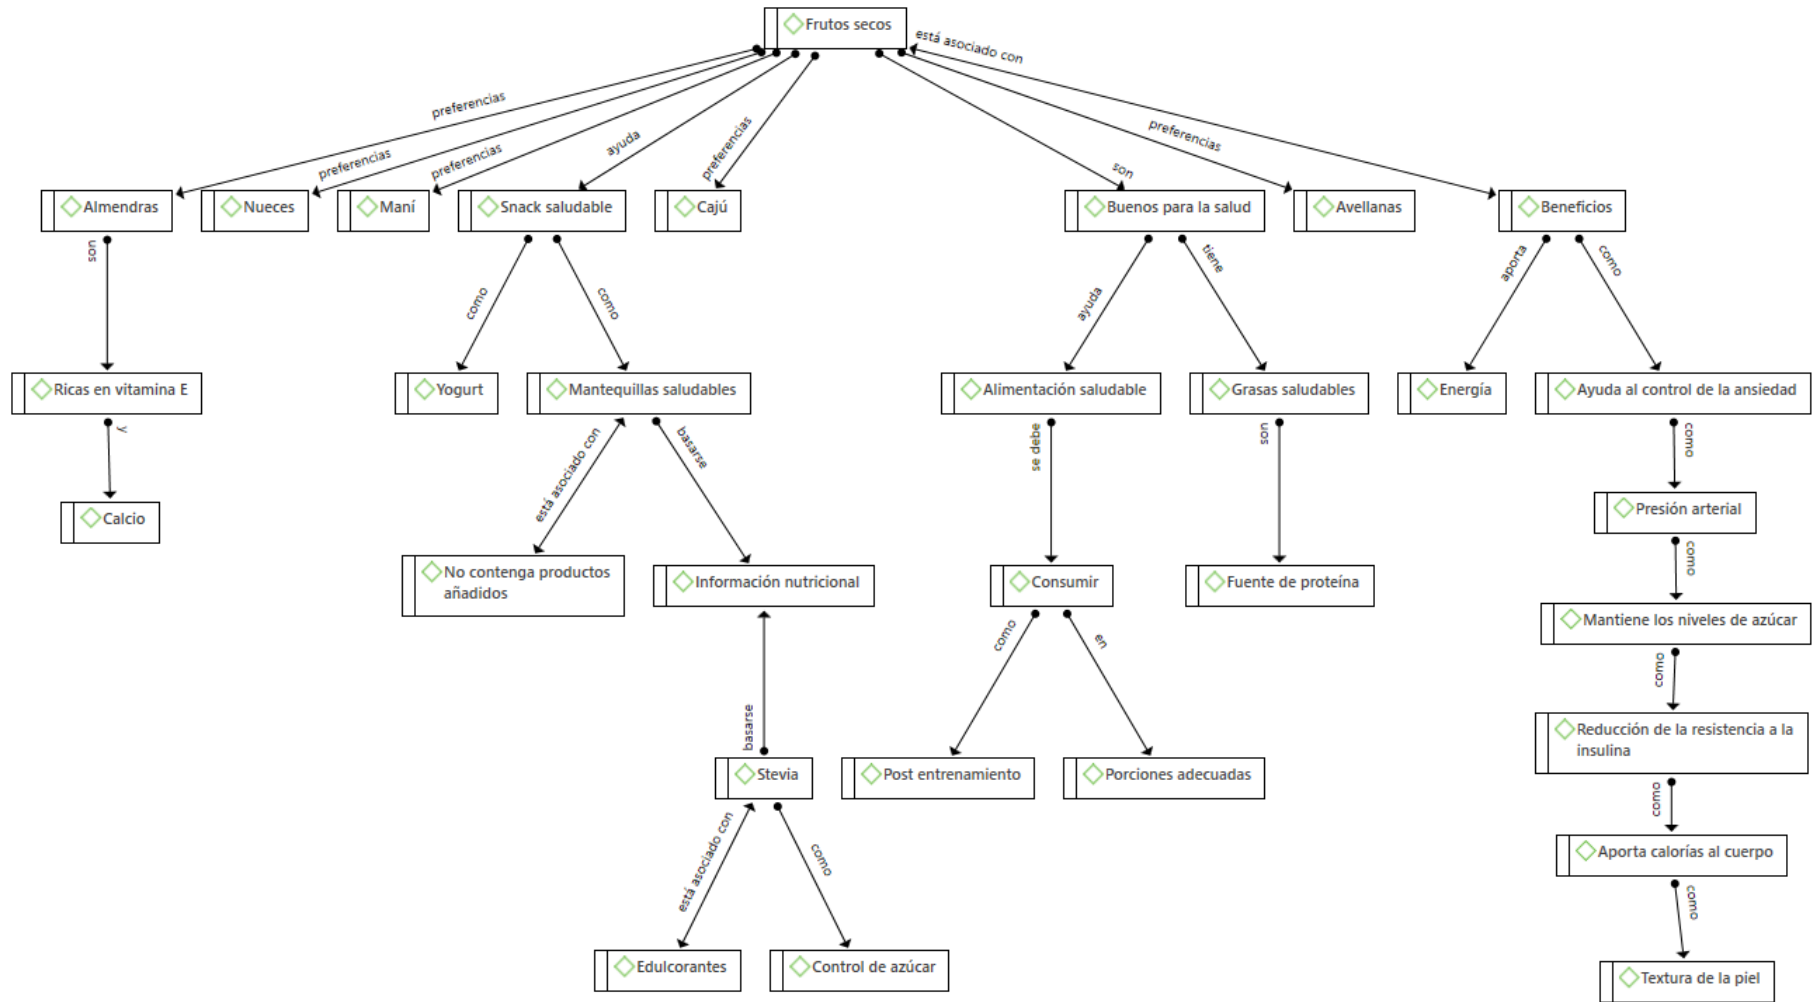 Frutos secos
está asociado con
preferencias
preferencias
preferencias
ayuda
preferencias
son
preferencias
Almendras
Nueces
Maní
Snack saludable
Cajú
Buenos para la salud
Avellanas
Beneficios
son
como
como
ayuda
tiene
aporta
como
Ricas en vitamina E
Yogurt
Mantequillas saludables
Alimentación saludable
Grasas saludables
Energía
Ayuda al control de la ansiedad
y
está asociado con
basarse
se debe
son
como
Calcio
Presión arterial
No contenga productos
añadidos
Información nutricional
Consumir
Fuente de proteína
como
Mantiene los niveles de azúcar
basarse
como
en
como
Reducción de la resistencia a la
insulina
Stevia
Post entrenamiento
Porciones adecuadas
como
está asociado con
como
Aporta calorías al cuerpo
como
Edulcorantes
Control de azúcar
Textura de la piel